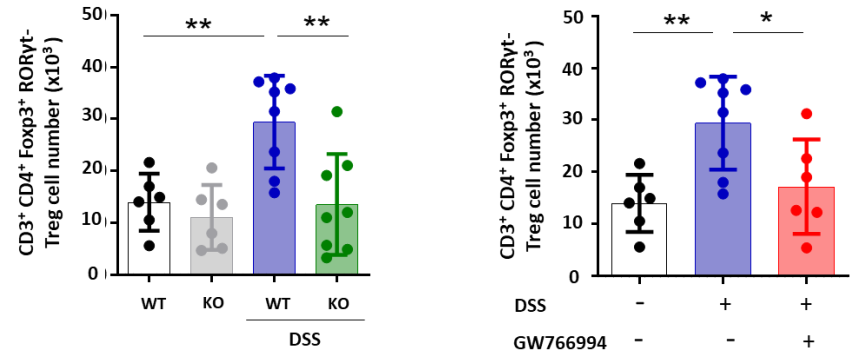 CD3⁺ CD4⁺ Foxp3⁺ RORγt-
Treg cell number (x10³)
50
40
30
20
10
0
**
**
WT
KO
WT
KO
DSS
CD3⁺ CD4⁺ Foxp3⁺ RORγt-
Treg cell number (x10³)
50
40
30
20
10
0
**
*
DSS - + +
GW766994 - - +